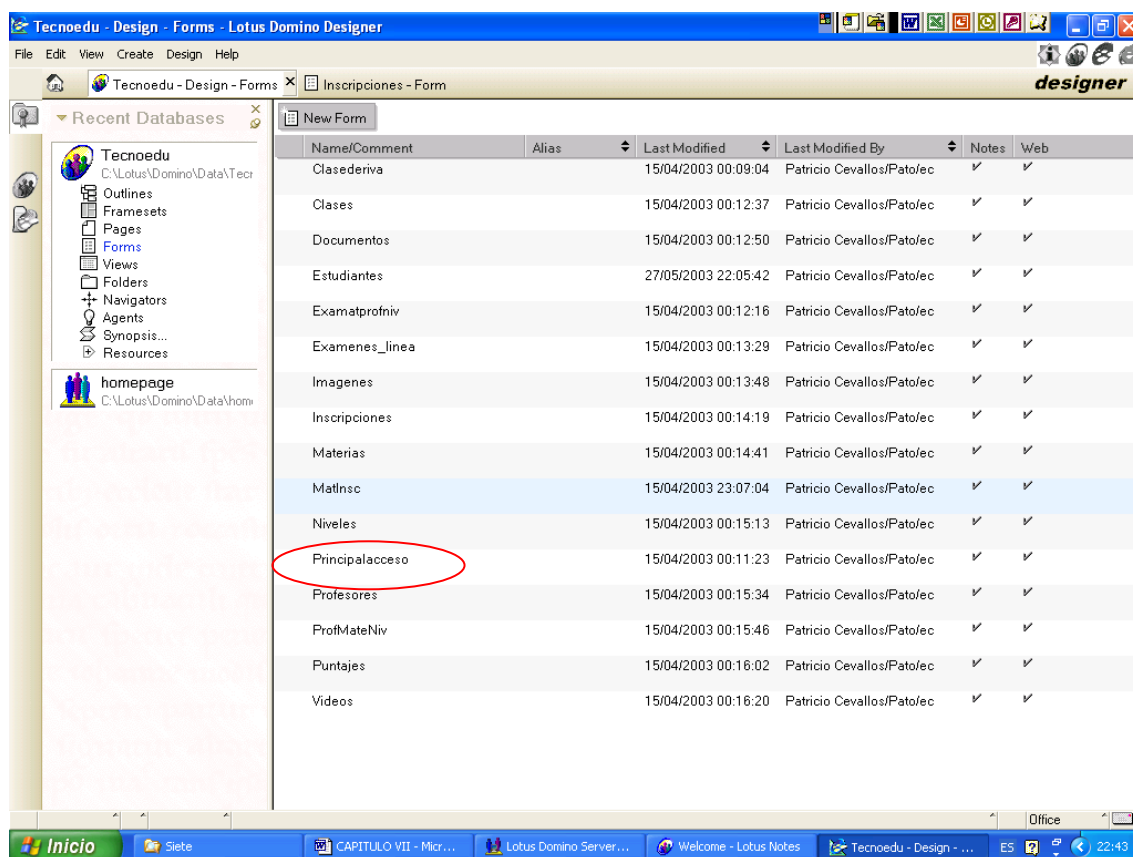 Tecnoedu - Design - Forms - Lotus Domino Designer
File Edit View Create Design Help
Tecnoedu - Design - Forms Inscripciones - Form
designer
Recent Databases
Tecnoedu
C:\Lotus\Domino\Data\Tecr
Outlines
Framesets
Pages
Forms
Views
Folders
Navigators
Agents
Synopsis...
Resources
homepage
C:\Lotus\Domino\Data\hom
New Form
Name/Comment Alias Last Modified Last Modified By Notes Web
Clasederiva 15/04/2003 00:09:04 Patricio Cevallos/Pato/ec
Clases 15/04/2003 00:12:37 Patricio Cevallos/Pato/ec
Documentos 15/04/2003 00:12:50 Patricio Cevallos/Pato/ec
Estudiantes 27/05/2003 22:05:42 Patricio Cevallos/Pato/ec
Examatprofniv 15/04/2003 00:12:16 Patricio Cevallos/Pato/ec
Examenes_linea 15/04/2003 00:13:29 Patricio Cevallos/Pato/ec
Imagenes 15/04/2003 00:13:48 Patricio Cevallos/Pato/ec
Inscripciones 15/04/2003 00:14:19 Patricio Cevallos/Pato/ec
Materias 15/04/2003 00:14:41 Patricio Cevallos/Pato/ec
MatInsc 15/04/2003 23:07:04 Patricio Cevallos/Pato/ec
Niveles 15/04/2003 00:15:13 Patricio Cevallos/Pato/ec
Principalacceso 15/04/2003 00:11:23 Patricio Cevallos/Pato/ec
Profesores 15/04/2003 00:15:34 Patricio Cevallos/Pato/ec
ProfMateNiv 15/04/2003 00:15:46 Patricio Cevallos/Pato/ec
Puntajes 15/04/2003 00:16:02 Patricio Cevallos/Pato/ec
Videos 15/04/2003 00:16:20 Patricio Cevallos/Pato/ec
Office
Inicio Siete CAPITULO VII - Micr... Lotus Domino Server... Welcome - Lotus Notes Tecnoedu - Design - ... ES 22:43